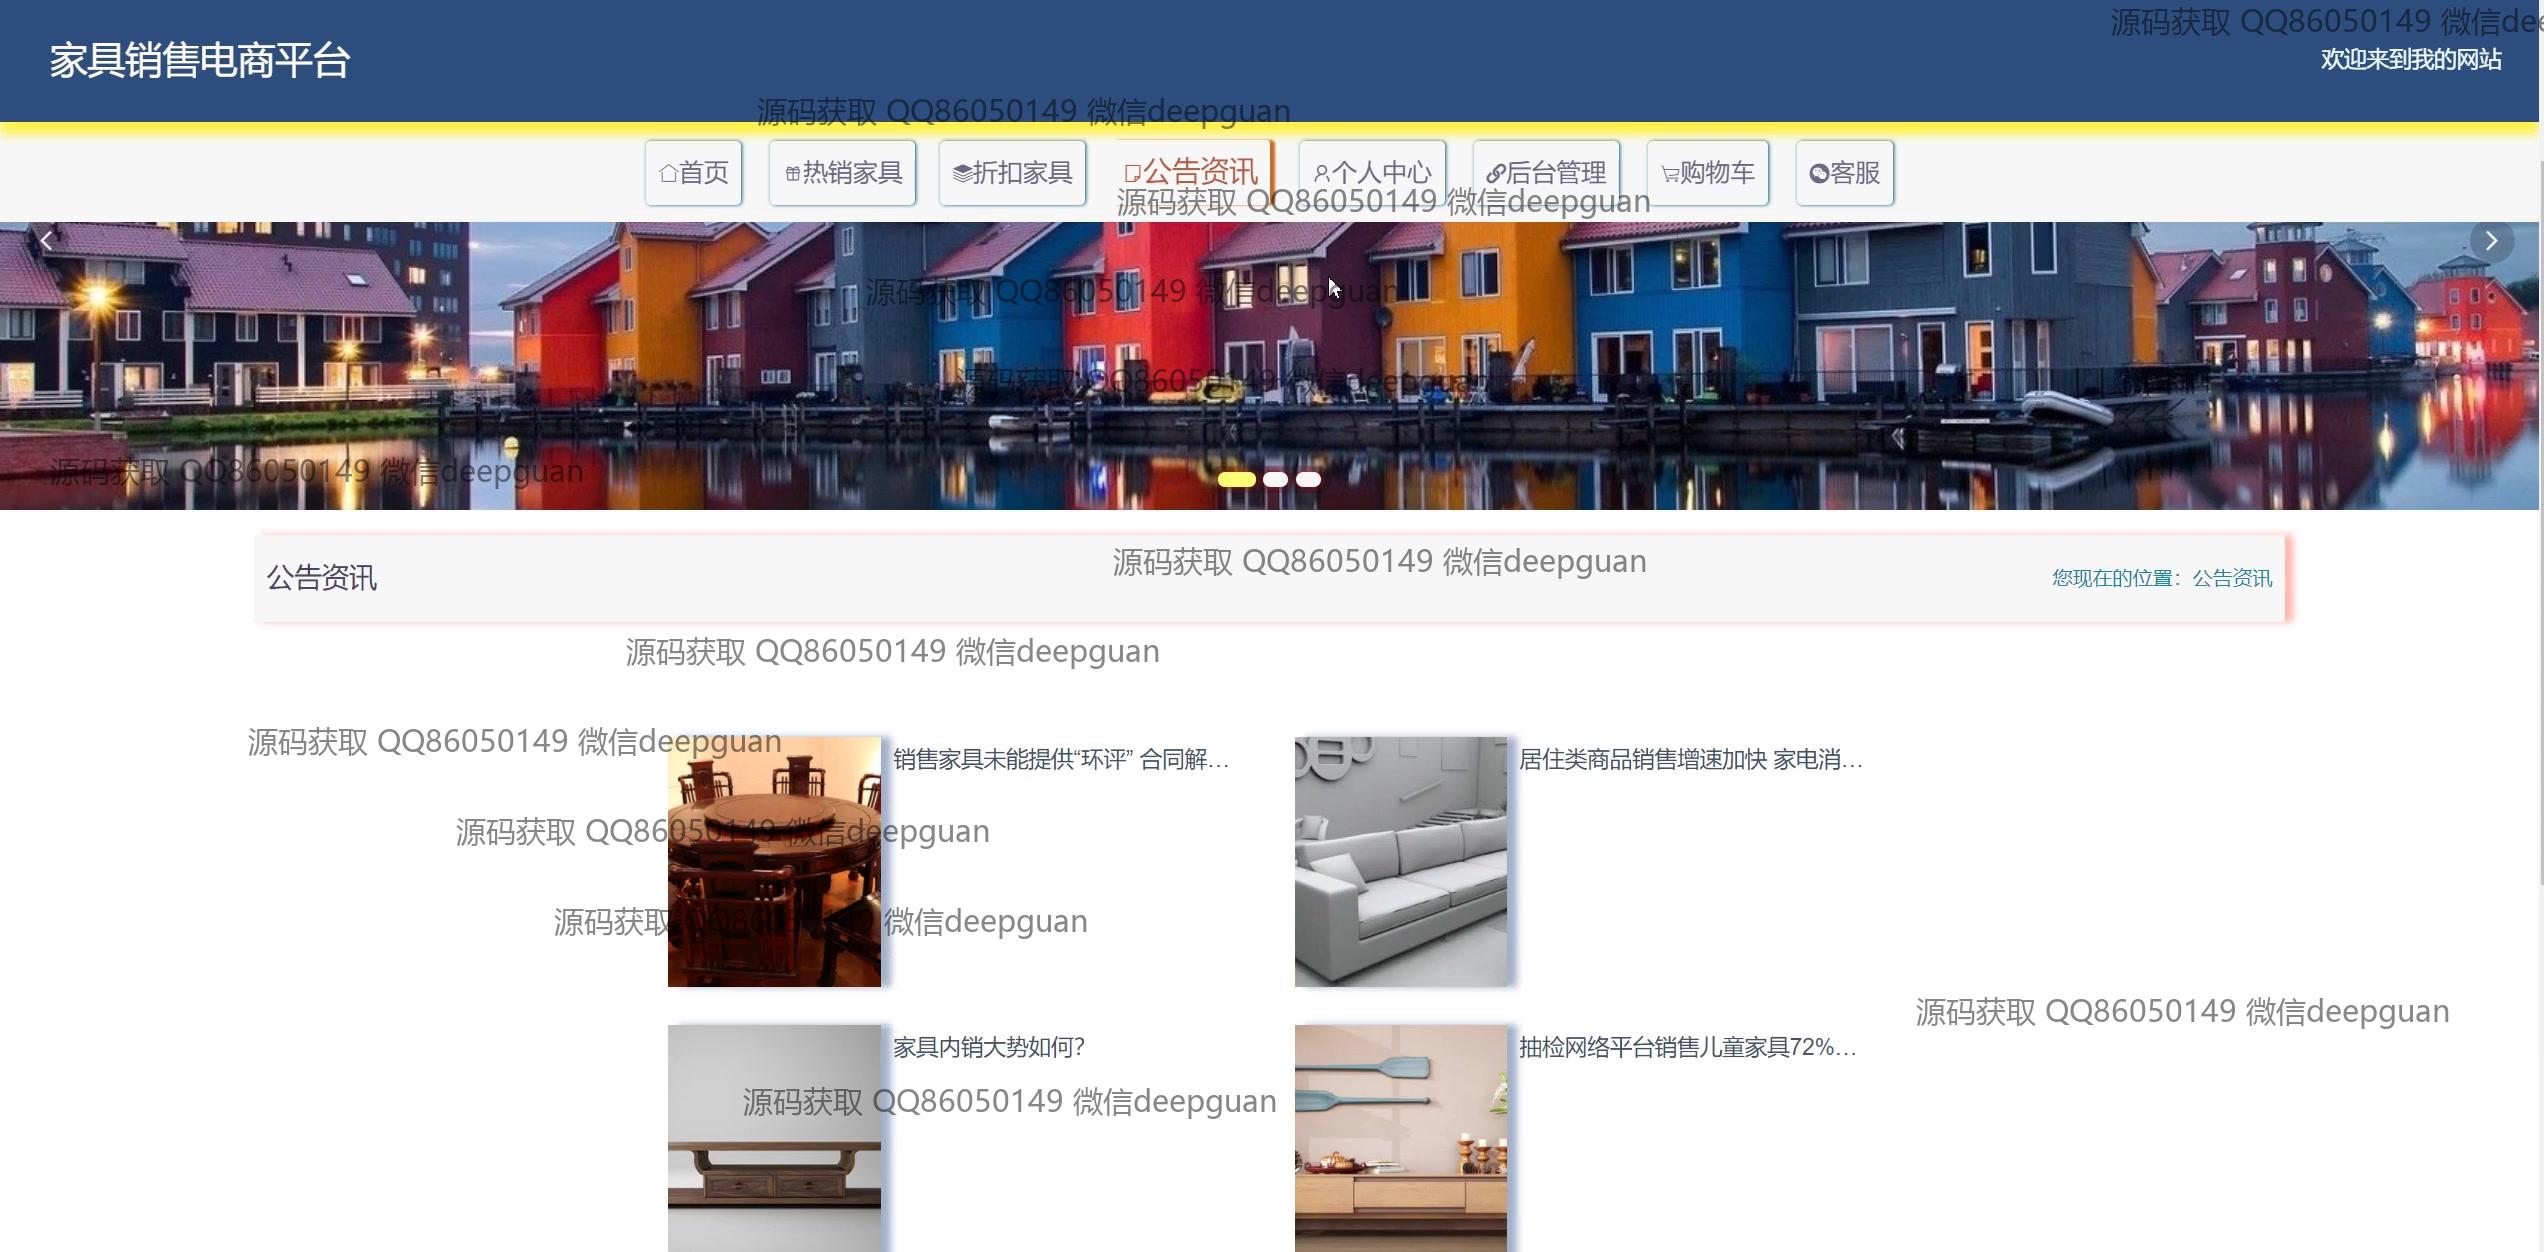 源码获取 QQ86050149 微信dee
家具销售电商平台
欢迎来到我的网站
源码获取 QQ86050149 微信deepguan
首页
热销家具
折扣家具
公告资讯
个人中心
后台管理
购物车
客服
源码获取 QQ86050149 微信deepguan
源码获取 QQ86050149 微信deepguan
源码获取 QQ86050149 微信deepguan
源码获取 QQ86050149 微信deepguan
源码获取 QQ86050149 微信deepguan
公告资讯
您现在的位置：公告资讯
源码获取 QQ86050149 微信deepguan
源码获取 QQ86050149 微信deepguan
销售家具未能提供“环评” 合同解…
居住类商品销售增速加快 家电消…
源码获取 QQ86050149 微信deepguan
源码获取 QQ86050149 微信deepguan
源码获取 QQ86050149 微信deepguan
家具内销大势如何？
抽检网络平台销售儿童家具72%…
源码获取 QQ86050149 微信deepguan